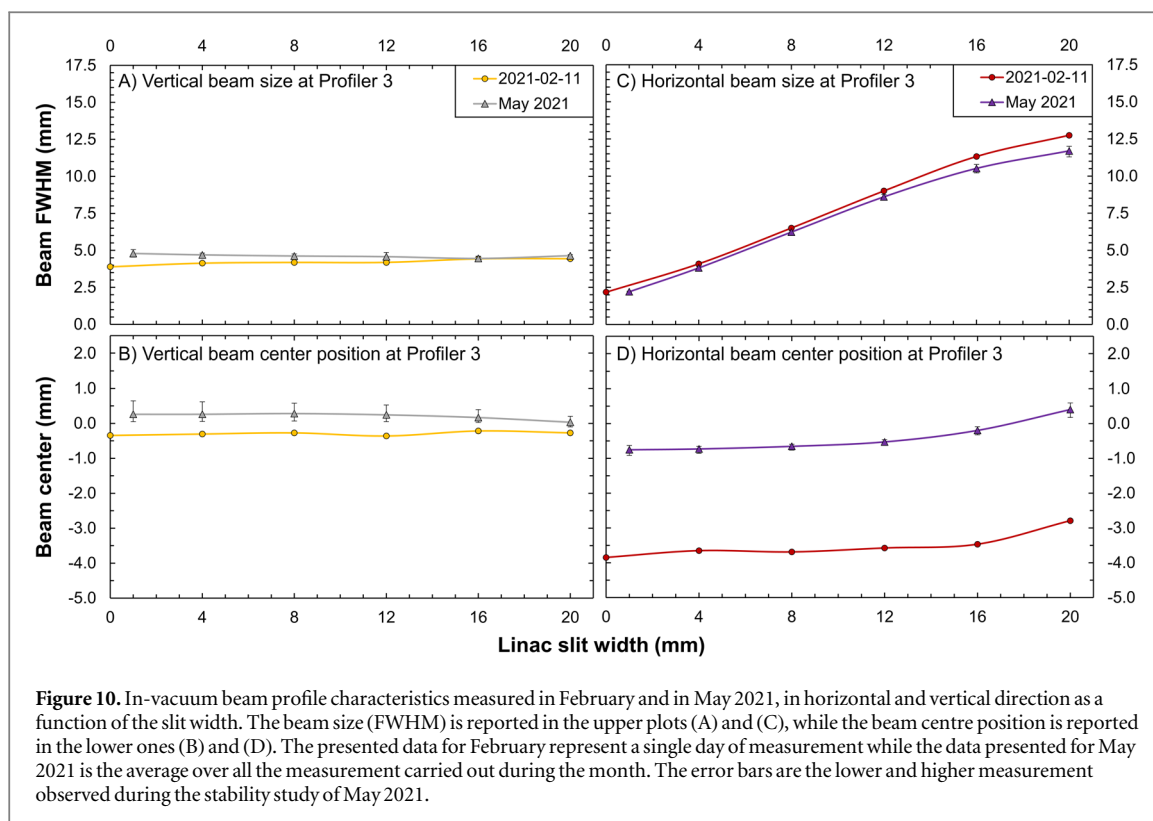 0 4 8 12 16 20 0 4 8 12 16 20
17.5 A) Vertical beam size at Profiler 3 2021-02-11 C) Horizontal beam size at Profiler 3 2021-02-11 17.5
15.0 May 2021 May 2021 15.0
12.5 12.5
10.0 10.0
7.5 7.5
5.0 5.0
2.5 2.5
0.0 0.0
Beam FWHM (mm)
2.0 B) Vertical beam center position at Profiler 3 D) Horizontal beam center position at Profiler 3 2.0
1.0 1.0
0.0 0.0
-1.0 -1.0
-2.0 -2.0
-3.0 -3.0
-4.0 -4.0
-5.0 -5.0
Beam center (mm)
0 4 8 12 16 20 0 4 8 12 16 20
Linac slit width (mm)
Figure 10. In-vacuum beam profile characteristics measured in February and in May 2021, in horizontal and vertical direction as a
function of the slit width. The beam size (FWHM) is reported in the upper plots (A) and (C), while the beam centre position is reported
in the lower ones (B) and (D). The presented data for February represent a single day of measurement while the data presented for May
2021 is the average over all the measurement carried out during the month. The error bars are the lower and higher measurement
observed during the stability study of May 2021.